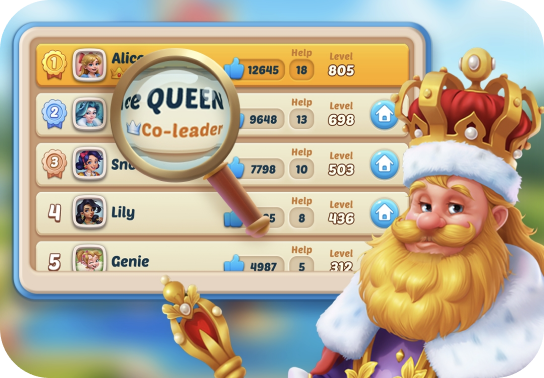 1
Alice
12645
Help
18
Level
805
2
ce QUEEN
Co-leader
9648
Help
13
Level
698
3
7798
Help
10
Level
503
4
Lily
Help
8
Level
436
5
Genie
4987
Help
5
Level
312